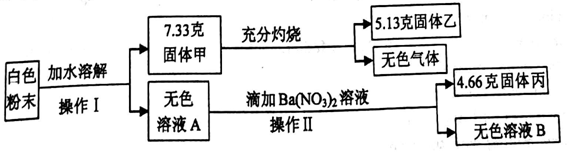 白色
粉末
加水溶解
操作Ⅰ
7.33克
固体甲
充分灼烧
5.13克固体乙
无色气体
无色
溶液A
滴加Ba(NO₃)₂溶液
操作Ⅱ
4.66克固体丙
无色溶液B